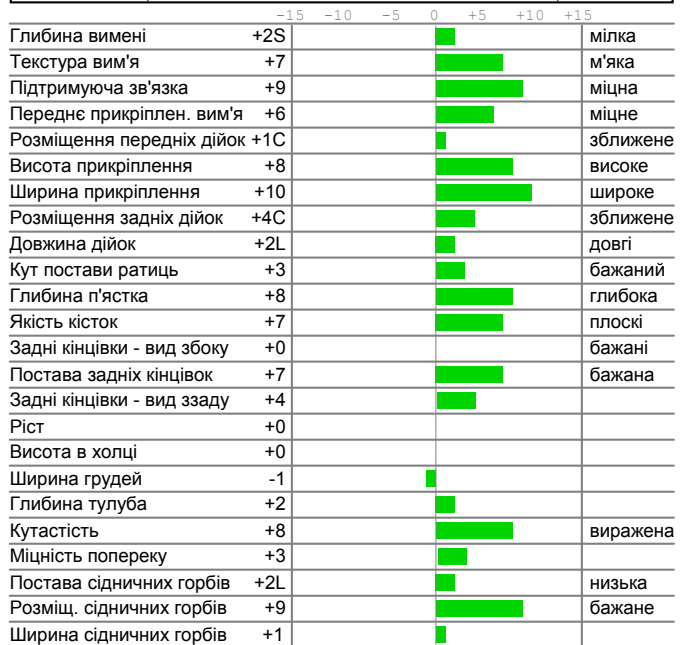 -15 -10 -5 0 +5 +10 +15
Глибина вимені +2S мілка
Текстура вим'я +7 м'яка
Підтримуюча зв'язка +9 міцна
Переднє прикріплен. вим'я +6 міцне
Розміщення передніх дійок +1C зближене
Висота прикріплення +8 високе
Ширина прикріплення +10 широке
Розміщення задніх дійок +4C зближене
Довжина дійок +2L довгі
Кут постави ратиць +3 бажаний
Глибина п'ястка +8 глибока
Якість кісток +7 плоскі
Задні кінцівки - вид збоку +0 бажані
Постава задніх кінцівок +7 бажана
Задні кінцівки - вид ззаду +4
Ріст +0
Висота в холці +0
Ширина грудей -1
Глибина тулуба +2
Кутастість +8 виражена
Міцність попереку +3
Постава сідничних горбів +2L низька
Розміщ. сідничних горбів +9 бажане
Ширина сідничних горбів +1